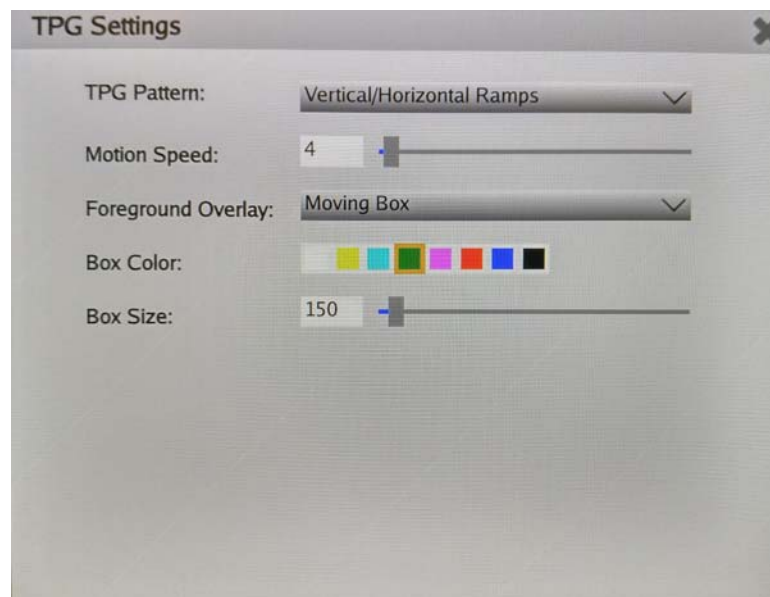 TPG Settings
TPG Pattern: Vertical/Horizontal Ramps
Motion Speed: 4
Foreground Overlay: Moving Box
Box Color:
Box Size: 150